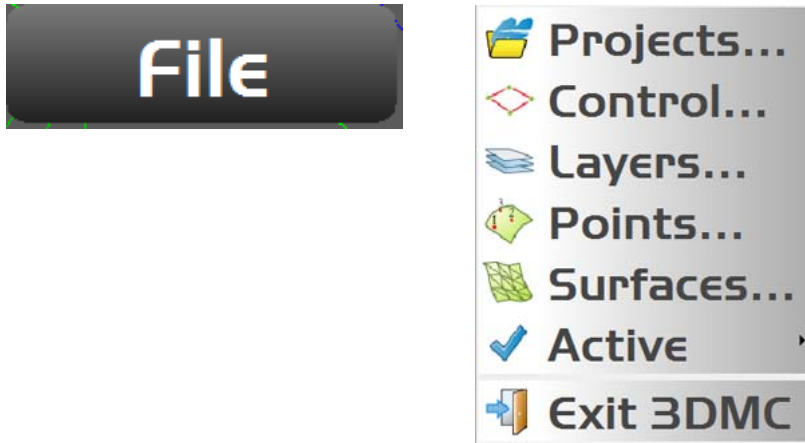 File
Projects...
Control...
Layers...
Points...
Surfaces...
Active
Exit 3DMC